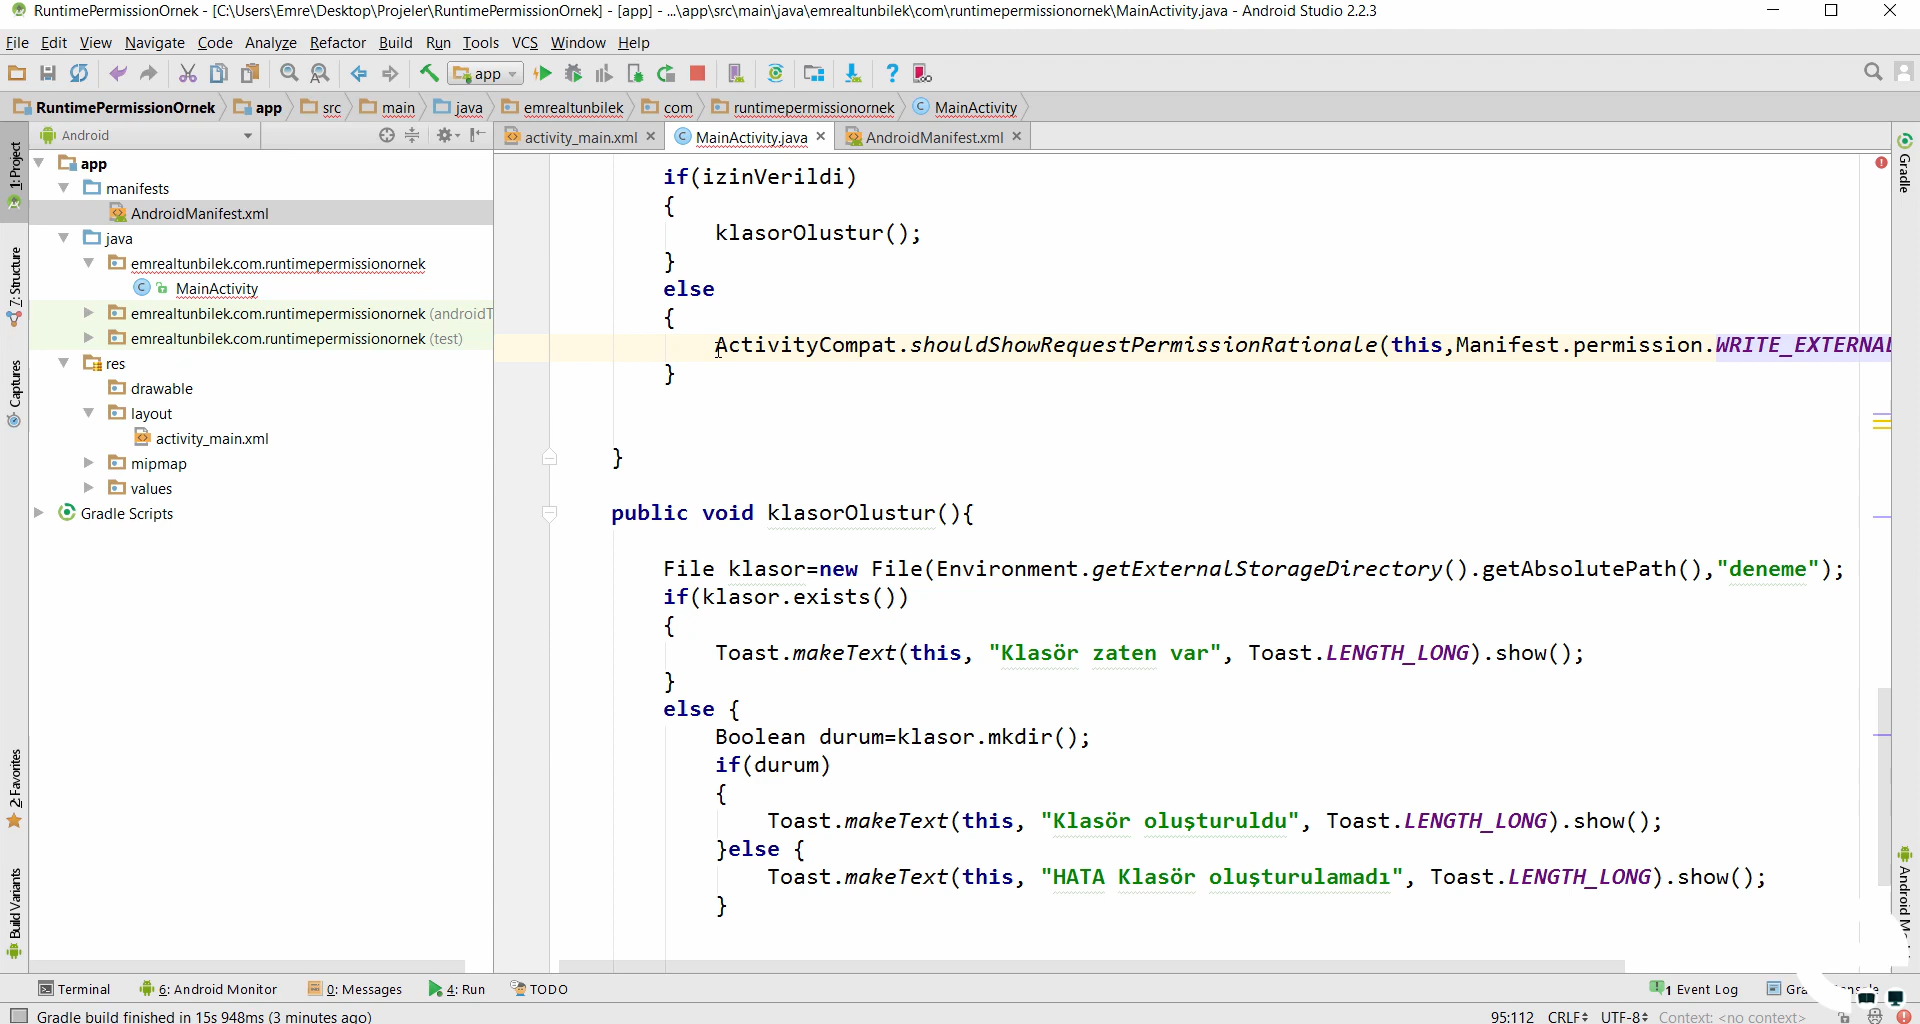 RuntimePermissionOrnek - [C:\Users\Emre\Desktop\Projeler\RuntimePermissionOrnek] - [app] - ...\app\src\main\java\emrealtunbilek\com\runtimepermissionornek\MainActivity.java - Android Studio 2.2.3
File Edit View Navigate Code Analyze Refactor Build Run Tools VCS Window Help
app
RuntimePermissionOrnek app src main java emrealtunbilek com runtimepermissionornek MainActivity
Android
activity_main.xml MainActivity.java AndroidManifest.xml
app
manifests
AndroidManifest.xml
java
emrealtunbilek.com.runtimepermissionornek
MainActivity
emrealtunbilek.com.runtimepermissionornek (androidT
emrealtunbilek.com.runtimepermissionornek (test)
res
drawable
layout
activity_main.xml
mipmap
values
Gradle Scripts
1: Project
7: Structure
Captures
2: Favorites
Build Variants
if(izinVerildi)
{
klasorOlustur();
}
else
{
ActivityCompat.shouldShowRequestPermissionRationale(this,Manifest.permission.WRITE_EXTERNAL
}
}
public void klasorOlustur(){
File klasor=new File(Environment.getExternalStorageDirectory().getAbsolutePath(),"deneme");
if(klasor.exists())
{
Toast.makeText(this, "Klasör zaten var", Toast.LENGTH_LONG).show();
}
else {
Boolean durum=klasor.mkdir();
if(durum)
{
Toast.makeText(this, "Klasör oluşturuldu", Toast.LENGTH_LONG).show();
}else {
Toast.makeText(this, "HATA Klasör oluşturulamadı", Toast.LENGTH_LONG).show();
}
Gradle
Android M
Terminal 6: Android Monitor 0: Messages 4: Run TODO 1 Event Log
Gradle build finished in 15s 948ms (3 minutes ago) 95:112 CRLF UTF-8 Context: <no context>